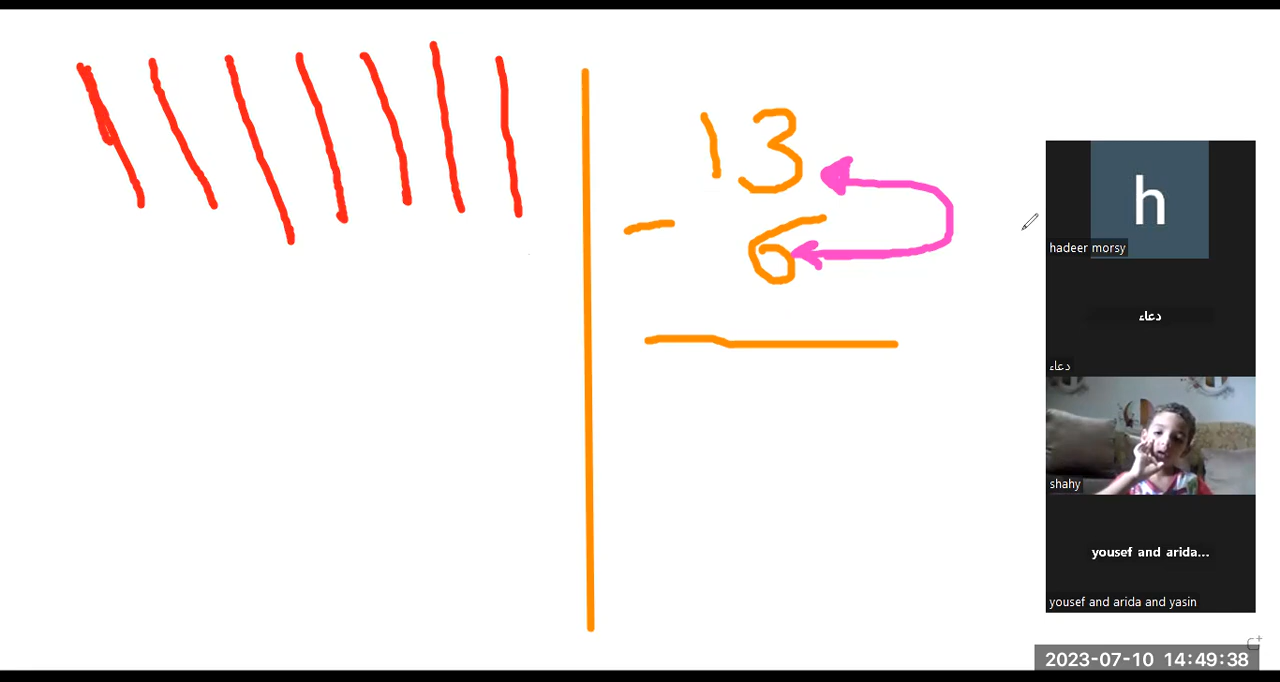 13
- 6
h
hadeer morsy
دعاء
دعاء
shahy
yousef and arida...
yousef and arida and yasin
2023-07-10 14:49:38